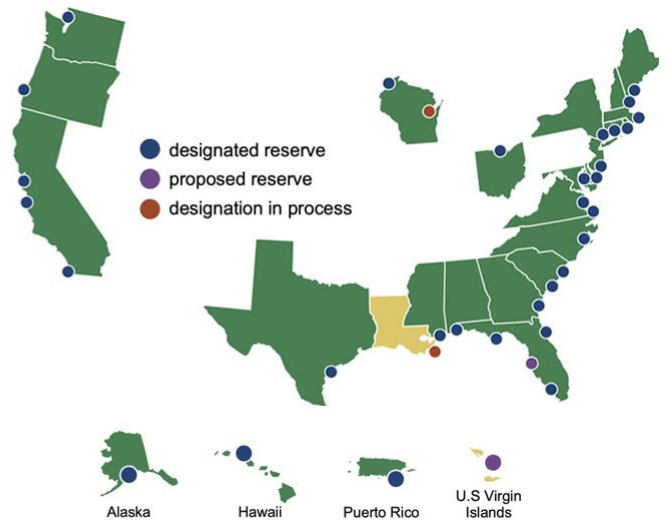 designated reserve
proposed reserve
designation in process
Alaska
Hawaii
Puerto Rico
U.S Virgin
Islands